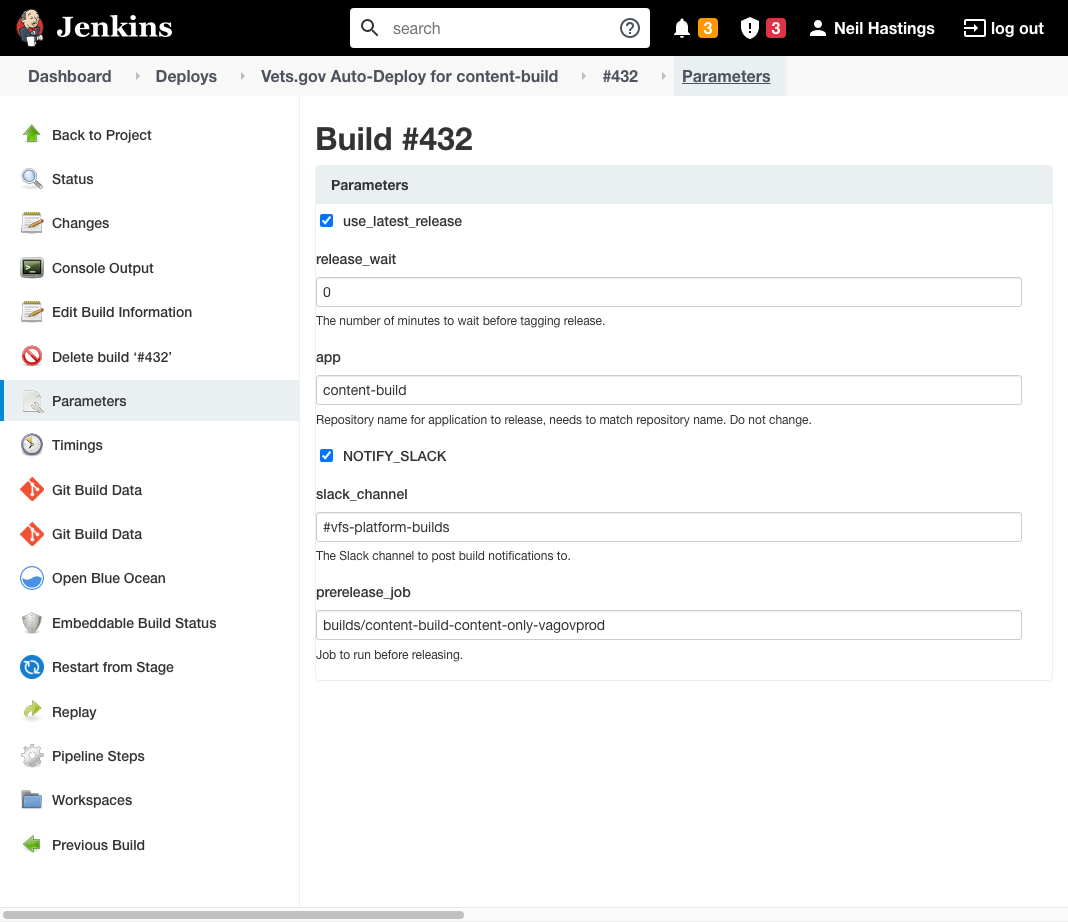 Jenkins
search
3
3
Neil Hastings
log out
Dashboard
Deploys
Vets.gov Auto-Deploy for content-build
#432
Parameters
Back to Project
Status
Changes
Console Output
Edit Build Information
Delete build ‘#432’
Parameters
Timings
Git Build Data
Git Build Data
Open Blue Ocean
Embeddable Build Status
Restart from Stage
Replay
Pipeline Steps
Workspaces
Previous Build
Build #432
Parameters
use_latest_release
release_wait
0
The number of minutes to wait before tagging release.
app
content-build
Repository name for application to release, needs to match repository name. Do not change.
NOTIFY_SLACK
slack_channel
#vfs-platform-builds
The Slack channel to post build notifications to.
prerelease_job
builds/content-build-content-only-vagovprod
Job to run before releasing.